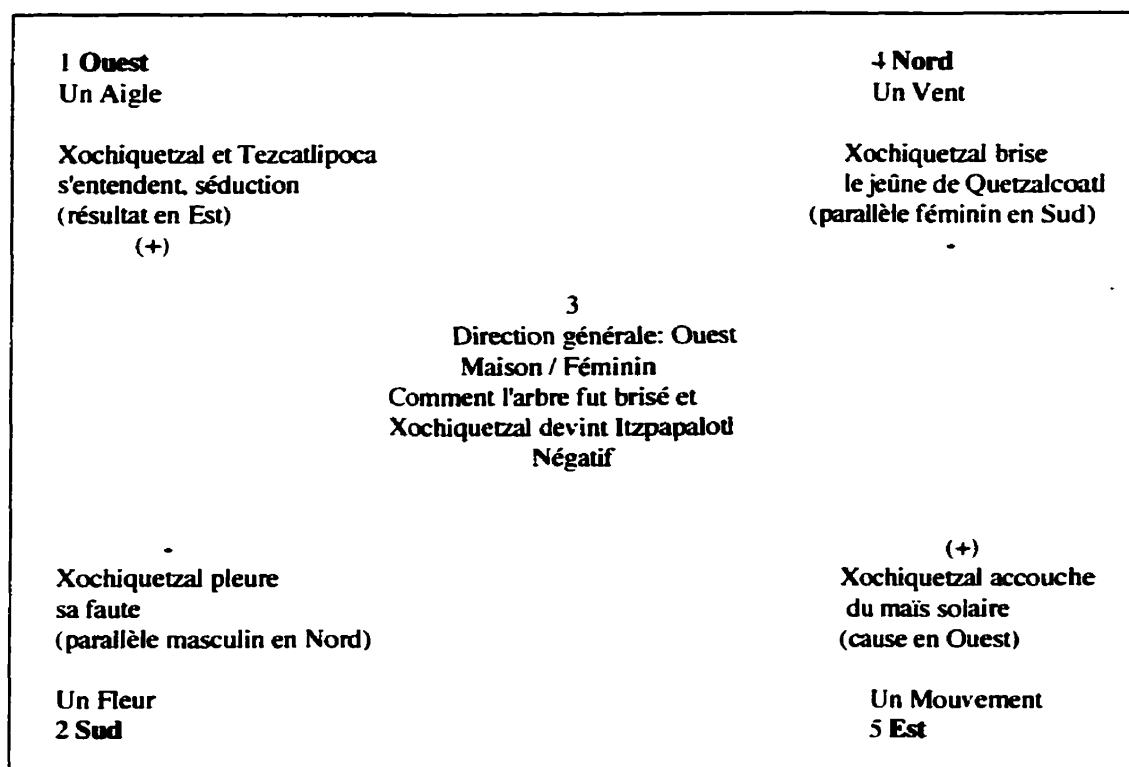 1 Ouest
Un Aigle
Xochiquetzal et Tezcatlipoca
s'entendent, séduction
(résultat en Est)
(+)
4 Nord
Un Vent
Xochiquetzal brise
le jeûne de Quetzalcoatl
(parallèle féminin en Sud)
-
3
Direction générale: Ouest
Maison / Féminin
Comment l'arbre fut brisé et
Xochiquetzal devint Itzpapalotl
Négatif
-
Xochiquetzal pleure
sa faute
(parallèle masculin en Nord)
Un Fleur
2 Sud
(+)
Xochiquetzal accouche
du maïs solaire
(cause en Ouest)
Un Mouvement
5 Est